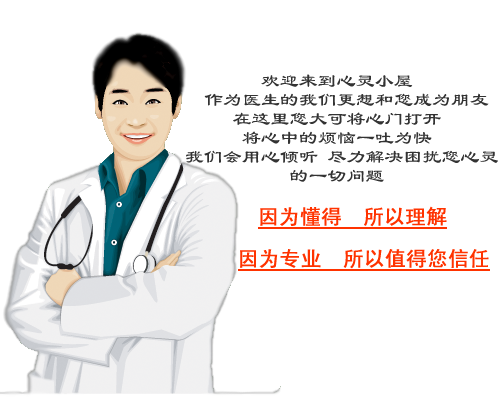 欢迎来到心灵小屋
作为医生的我们更想和您成为朋友
在这里您大可将心门打开
将心中的烦恼一吐为快
我们会用心倾听 尽力解决困扰您心灵
的一切问题
因为懂得 所以理解
因为专业 所以值得您信任